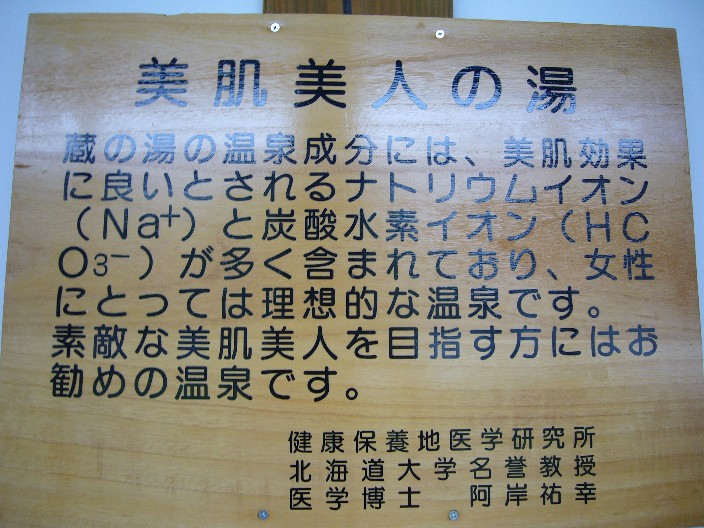 美肌美人の湯
蔵の湯の温泉成分には、美肌効果
に良いとされるナトリウムイオン
（Na⁺）と炭酸水素イオン（HC
O₃⁻）が多く含まれており、女性
にとっては理想的な温泉です。
素敵な美肌美人を目指す方にはお
勧めの温泉です。
健康保養地医学研究所
北海道大学名誉教授
医学博士　阿岸祐幸